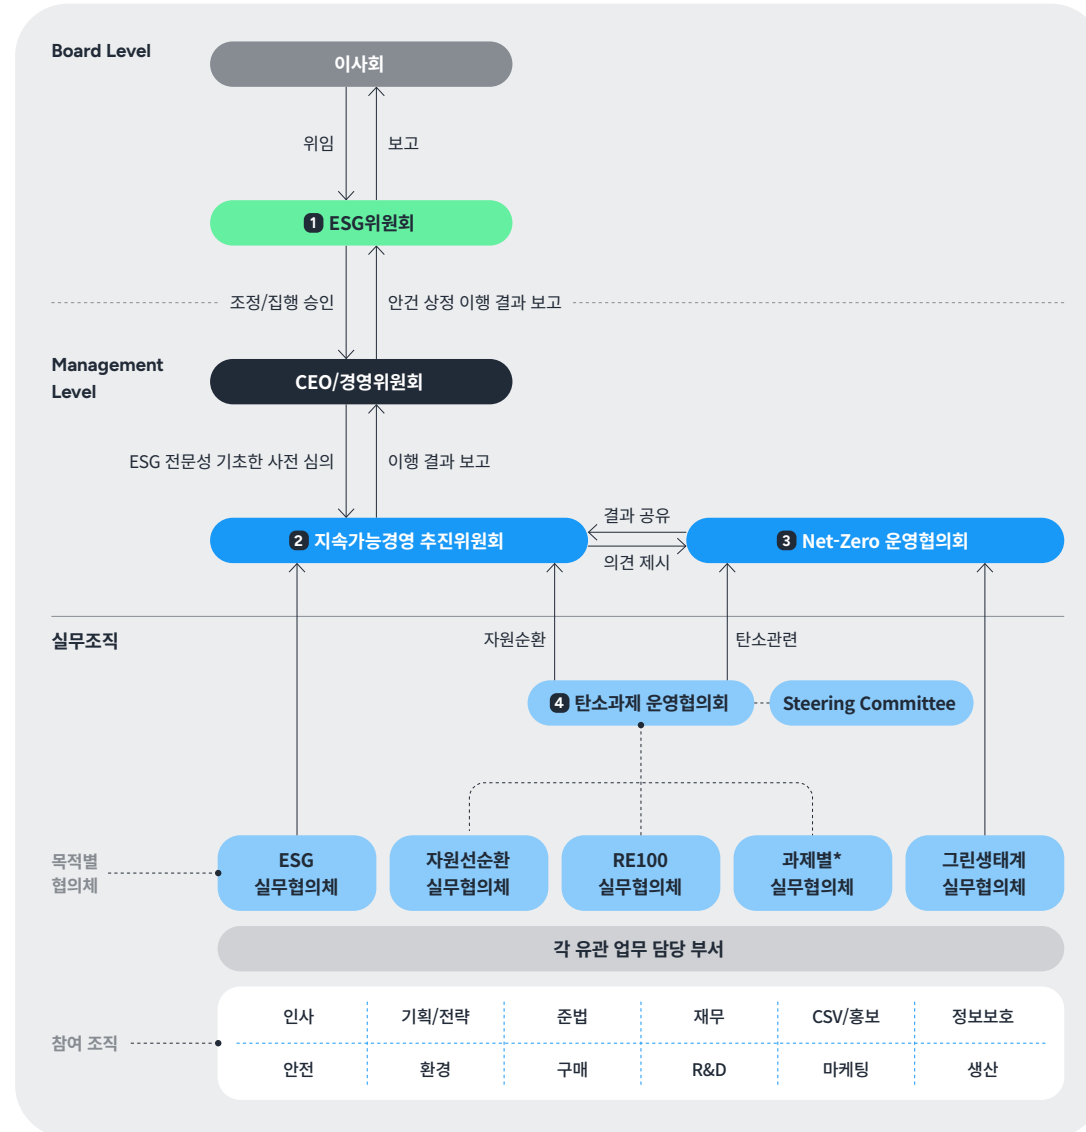 Board Level
이사회
위임
보고
1 ESG위원회
조정/집행 승인
안건 상정 이행 결과 보고
Management
Level
CEO/경영위원회
ESG 전문성 기초한 사전 심의
이행 결과 보고
2 지속가능경영 추진위원회
결과 공유
의견 제시
3 Net-Zero 운영협의회
실무조직
자원순환
탄소관련
4 탄소과제 운영협의회
Steering Committee
목적별
협의체
ESG
실무협의체
자원선순환
실무협의체
RE100
실무협의체
과제별*
실무협의체
그린생태계
실무협의체
각 유관 업무 담당 부서
참여 조직
인사 기획/전략 준법 재무 CSV/홍보 정보보호
안전 환경 구매 R&D 마케팅 생산